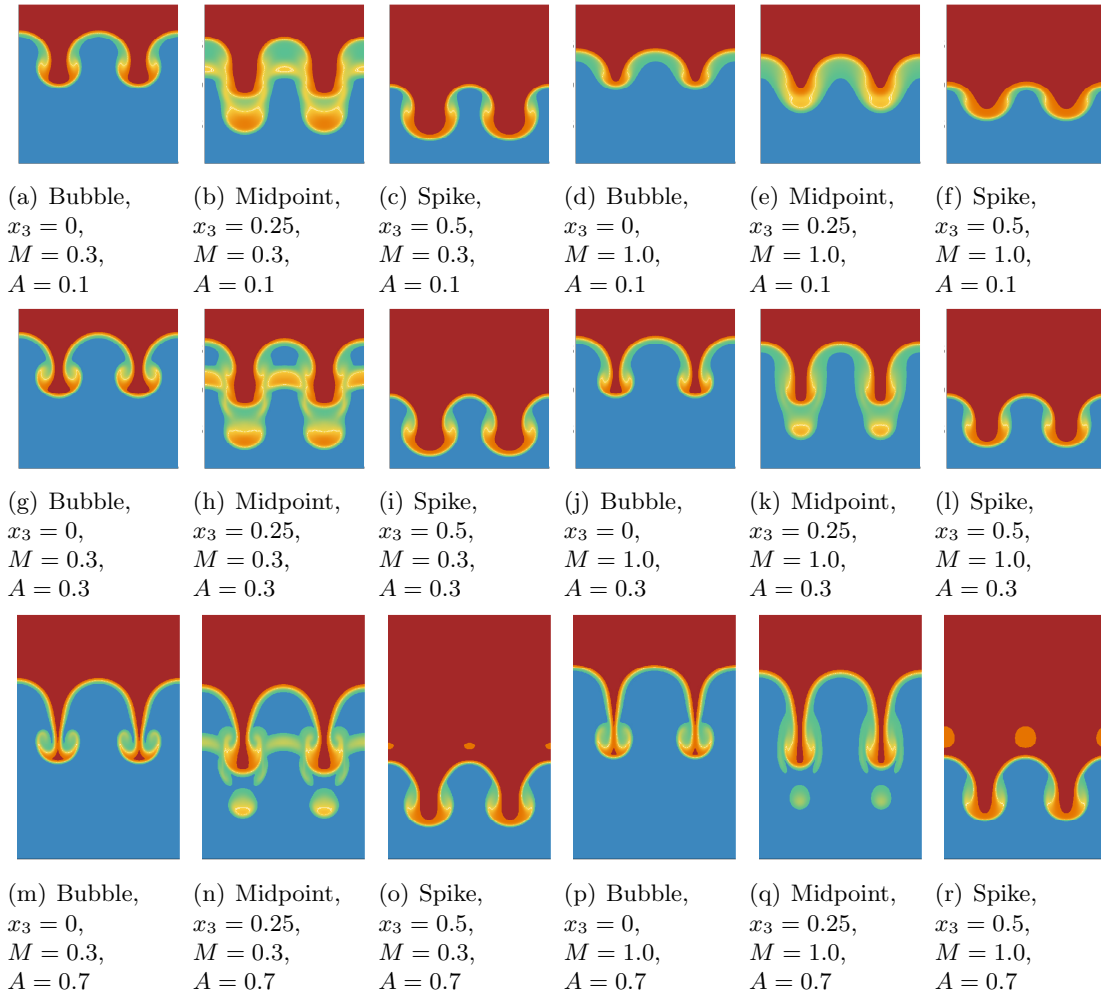 (a) Bubble,
x₃ = 0,
M = 0.3,
A = 0.1
(b) Midpoint,
x₃ = 0.25,
M = 0.3,
A = 0.1
(c) Spike,
x₃ = 0.5,
M = 0.3,
A = 0.1
(d) Bubble,
x₃ = 0,
M = 1.0,
A = 0.1
(e) Midpoint,
x₃ = 0.25,
M = 1.0,
A = 0.1
(f) Spike,
x₃ = 0.5,
M = 1.0,
A = 0.1
(g) Bubble,
x₃ = 0,
M = 0.3,
A = 0.3
(h) Midpoint,
x₃ = 0.25,
M = 0.3,
A = 0.3
(i) Spike,
x₃ = 0.5,
M = 0.3,
A = 0.3
(j) Bubble,
x₃ = 0,
M = 1.0,
A = 0.3
(k) Midpoint,
x₃ = 0.25,
M = 1.0,
A = 0.3
(l) Spike,
x₃ = 0.5,
M = 1.0,
A = 0.3
(m) Bubble,
x₃ = 0,
M = 0.3,
A = 0.7
(n) Midpoint,
x₃ = 0.25,
M = 0.3,
A = 0.7
(o) Spike,
x₃ = 0.5,
M = 0.3,
A = 0.7
(p) Bubble,
x₃ = 0,
M = 1.0,
A = 0.7
(q) Midpoint,
x₃ = 0.25,
M = 1.0,
A = 0.7
(r) Spike,
x₃ = 0.5,
M = 1.0,
A = 0.7